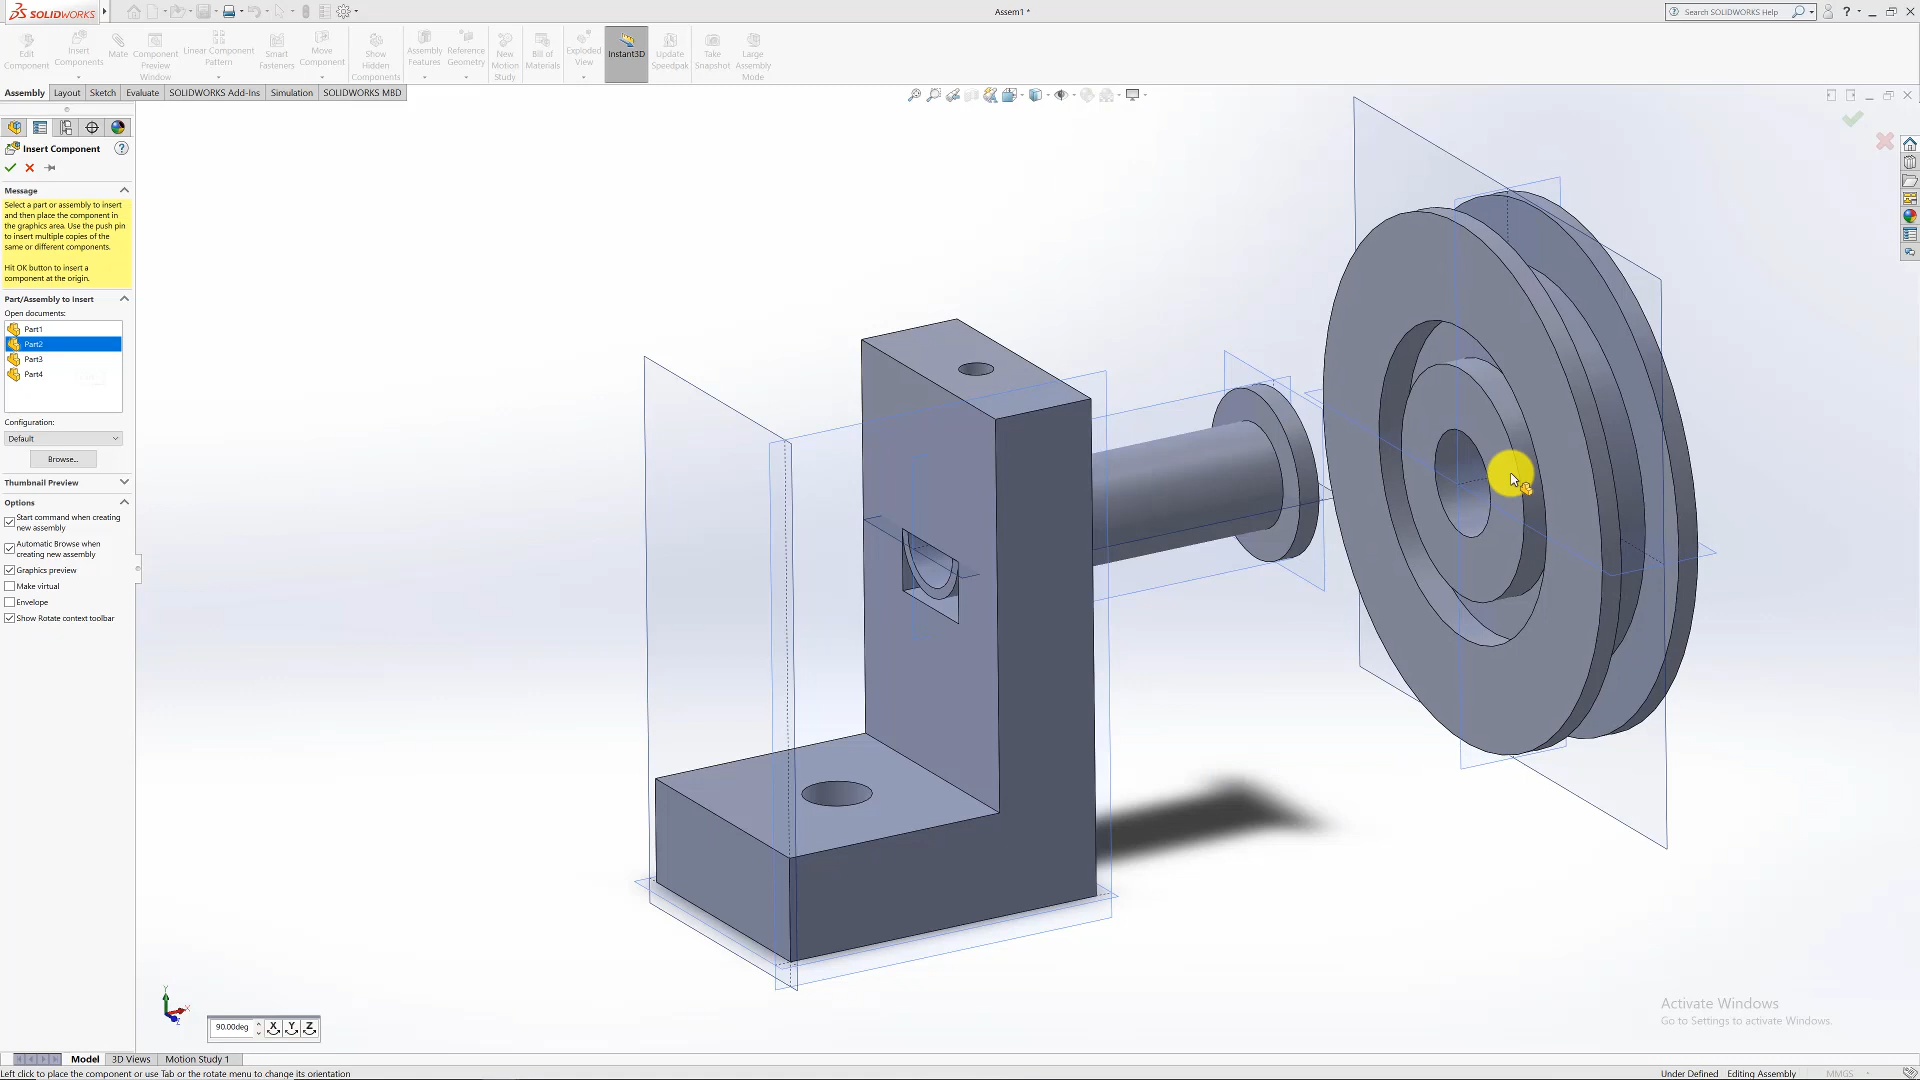 SOLIDWORKS
Assem1 *
Search SOLIDWORKS Help
?
Edit Component
Insert Components
Mate
Component Preview Window
Linear Component Pattern
Smart Fasteners
Move Component
Show Hidden Components
Assembly Features
Reference Geometry
New Motion Study
Bill of Materials
Exploded View
Instant3D
Update Speedpak
Take Snapshot
Large Assembly Mode
Assembly
Layout
Sketch
Evaluate
SOLIDWORKS Add-Ins
Simulation
SOLIDWORKS MBD
Insert Component
?
Message
Select a part or assembly to insert
and then place the component in
the graphics area. Use the push pin
to insert multiple copies of the
same or different components.
Hit OK button to insert a
component at the origin.
Part/Assembly to Insert
Open documents:
Part1
Part2
Part3
Part4
Configuration:
Default
Browse...
Thumbnail Preview
Options
Start command when creating
new assembly
Automatic Browse when
creating new assembly
Graphics preview
Make virtual
Envelope
Show Rotate context toolbar
Y
X
Z
90.00deg
X
Y
Z
Activate Windows
Go to Settings to activate Windows.
Model
3D Views
Motion Study 1
Left click to place the component or use Tab or the rotate menu to change its orientation
Under Defined
Editing Assembly
MMGS